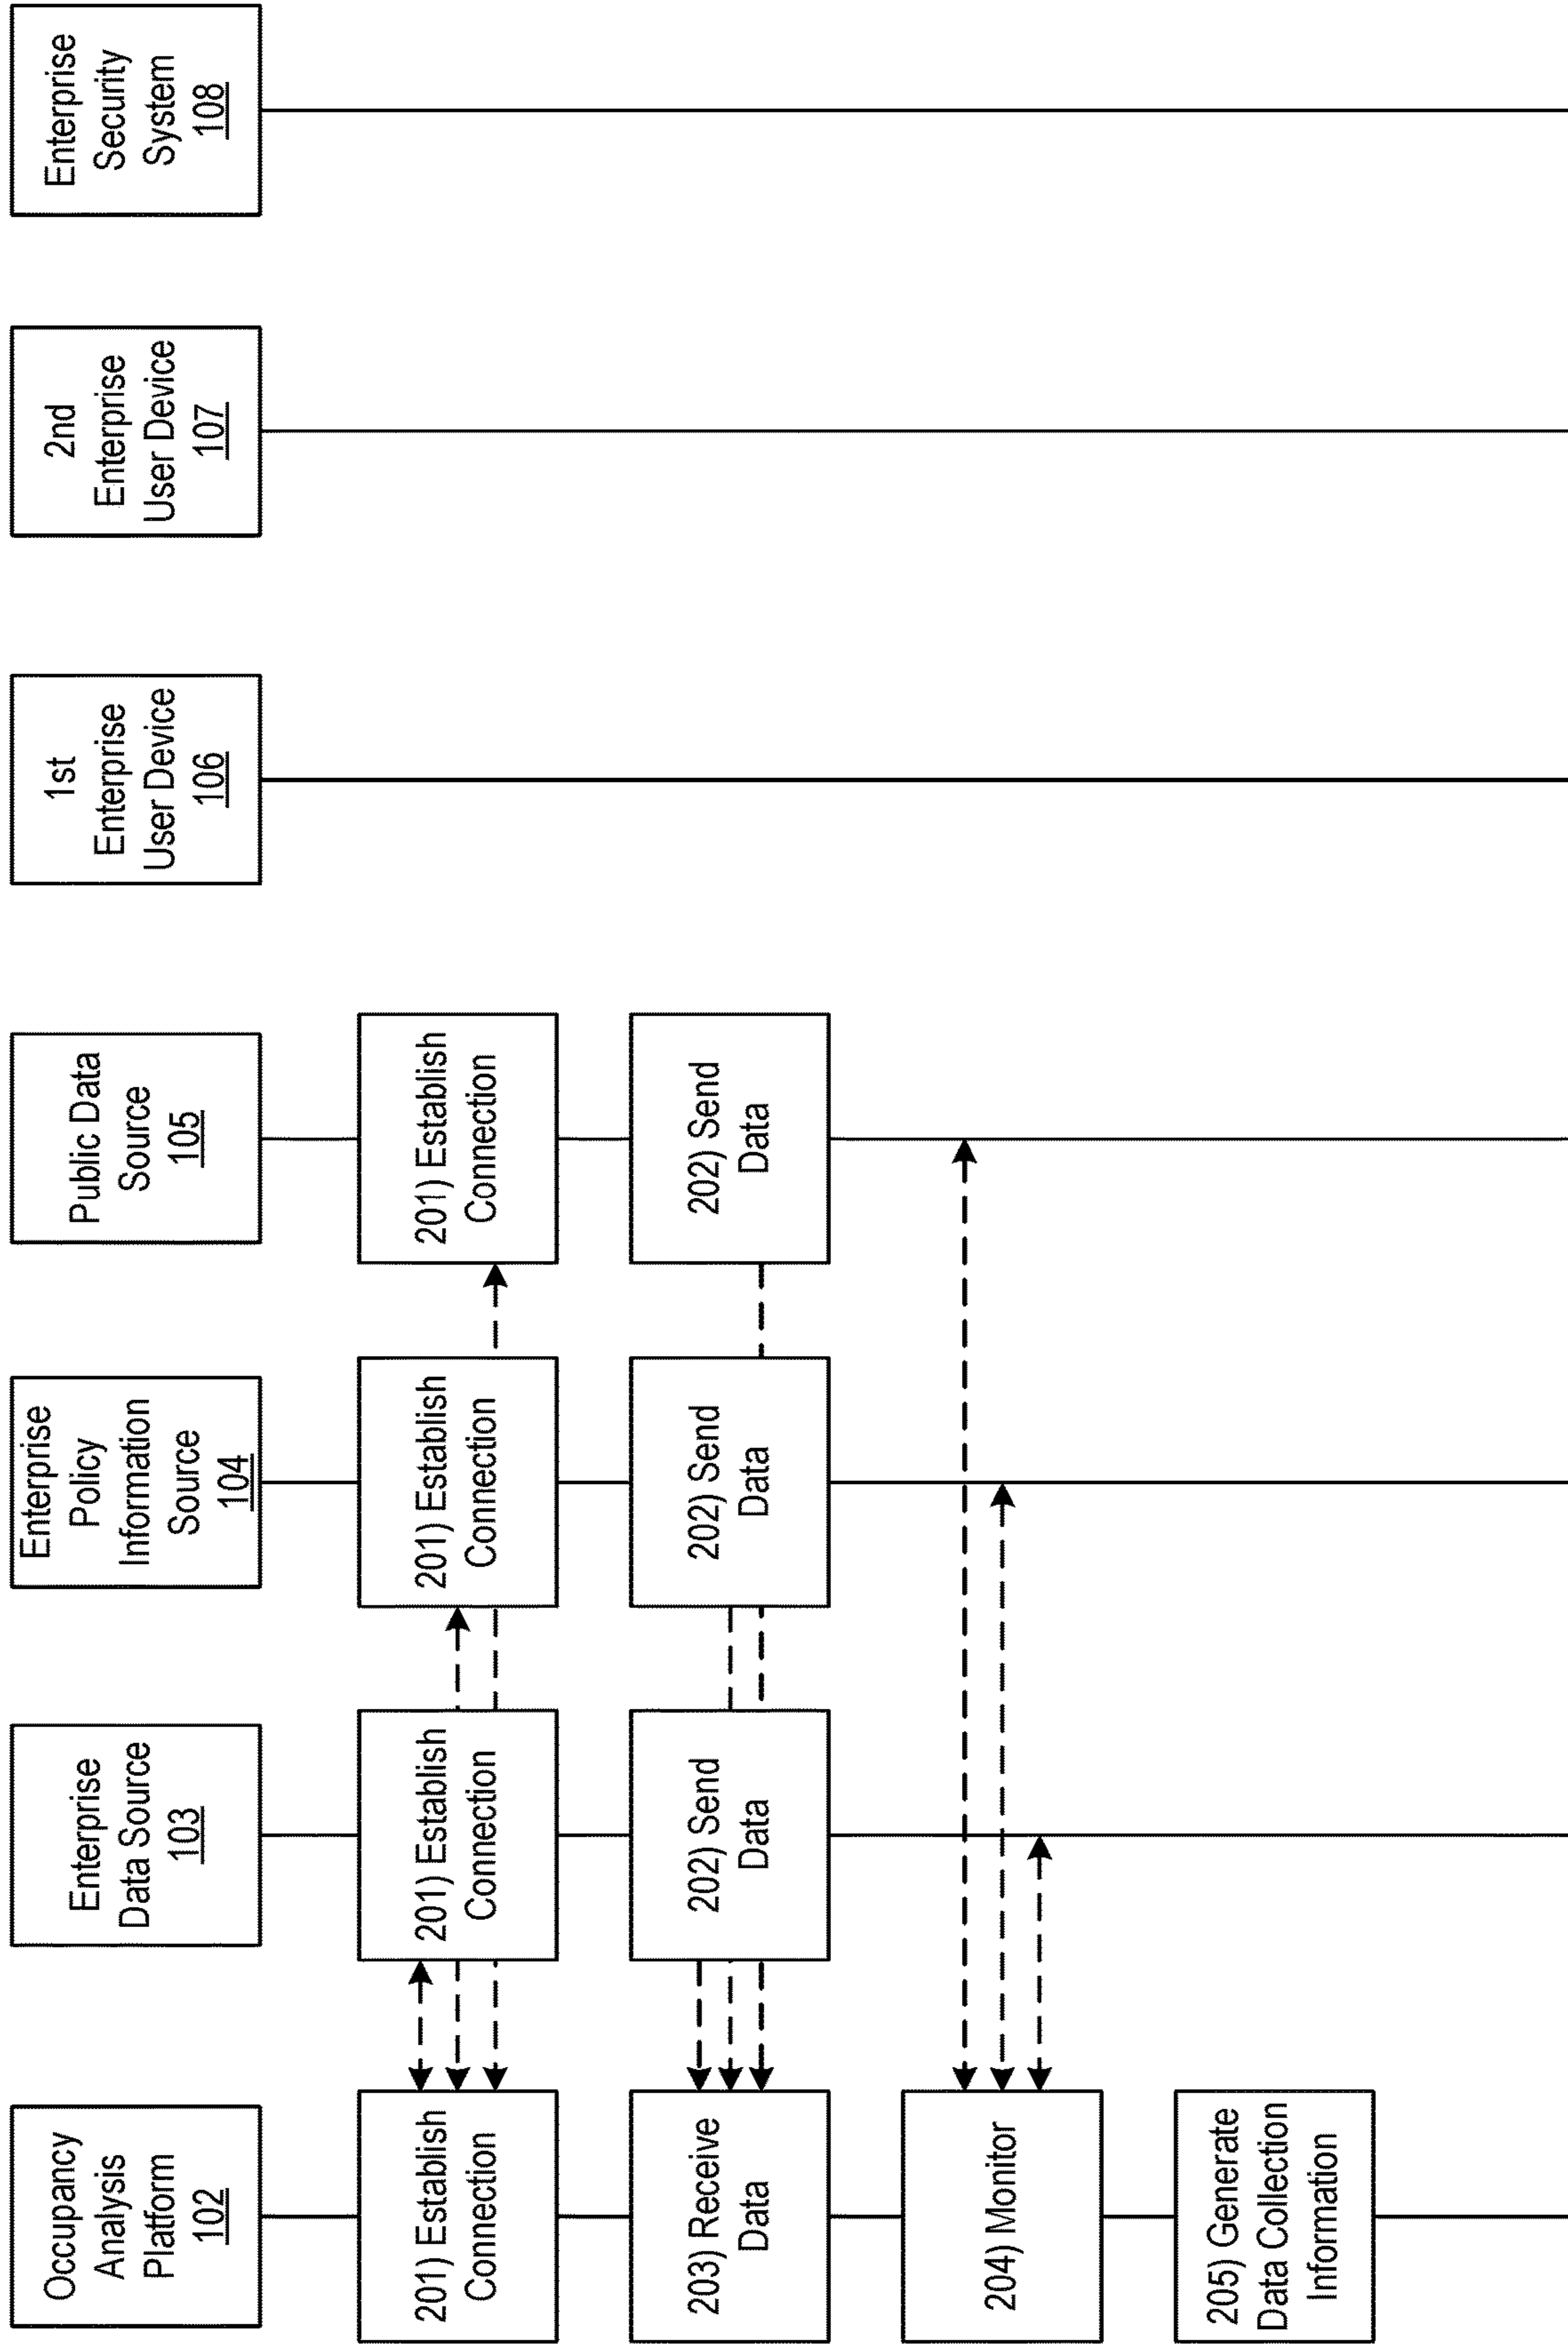 Occupancy
Analysis
Platform
102
Enterprise
Data Source
103
Enterprise
Policy
Information
Source
104
Public Data
Source
105
1st
Enterprise
User Device
106
2nd
Enterprise
User Device
107
Enterprise
Security
System
108
201) Establish
Connection
201) Establish
Connection
201) Establish
Connection
201) Establish
Connection
203) Receive
Data
202) Send
Data
202) Send
Data
202) Send
Data
204) Monitor
205) Generate
Data Collection
Information